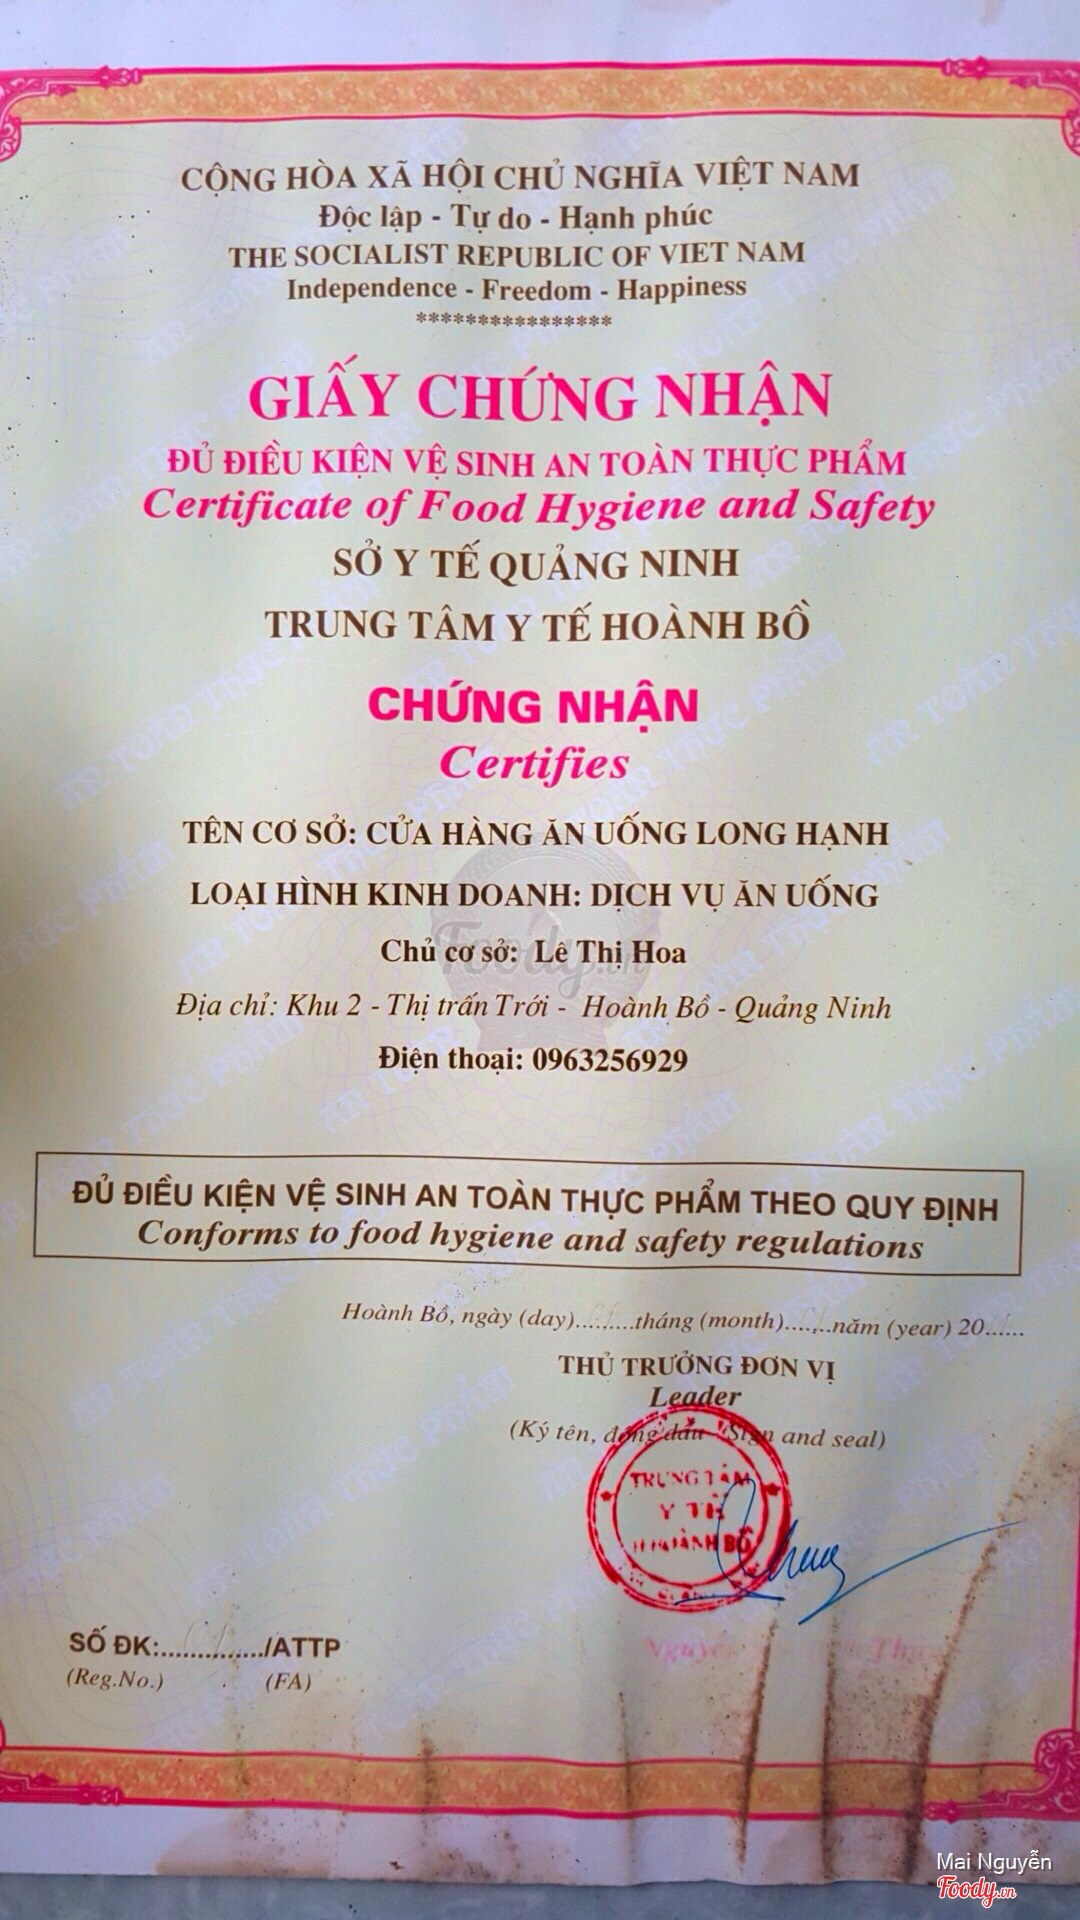 CỘNG HÒA XÃ HỘI CHỦ NGHĨA VIỆT NAM
Độc lập - Tự do - Hạnh phúc
THE SOCIALIST REPUBLIC OF VIET NAM
Independence - Freedom - Happiness
****************
GIẤY CHỨNG NHẬN
ĐỦ ĐIỀU KIỆN VỆ SINH AN TOÀN THỰC PHẨM
Certificate of Food Hygiene and Safety
SỞ Y TẾ QUẢNG NINH
TRUNG TÂM Y TẾ HOÀNH BỒ
CHỨNG NHẬN
Certifies
TÊN CƠ SỞ: CỬA HÀNG ĂN UỐNG LONG HẠNH
LOẠI HÌNH KINH DOANH: DỊCH VỤ ĂN UỐNG
Chủ cơ sở: Lê Thị Hoa
Foody.vn
Địa chỉ: Khu 2 - Thị trấn Trới - Hoành Bồ - Quảng Ninh
Điện thoại: 0963256929
ĐỦ ĐIỀU KIỆN VỆ SINH AN TOÀN THỰC PHẨM THEO QUY ĐỊNH
Conforms to food hygiene and safety regulations
Hoành Bồ, ngày (day).........tháng (month).......năm (year) 20......
THỦ TRƯỞNG ĐƠN VỊ
Leader
(Ký tên, đóng dấu - Sign and seal)
TRUNG TÂM
Y TẾ
HOÀNH BỒ
SỐ ĐK:................/ATTP
(Reg.No.) (FA)
Mai Nguyễn
Foody.vn